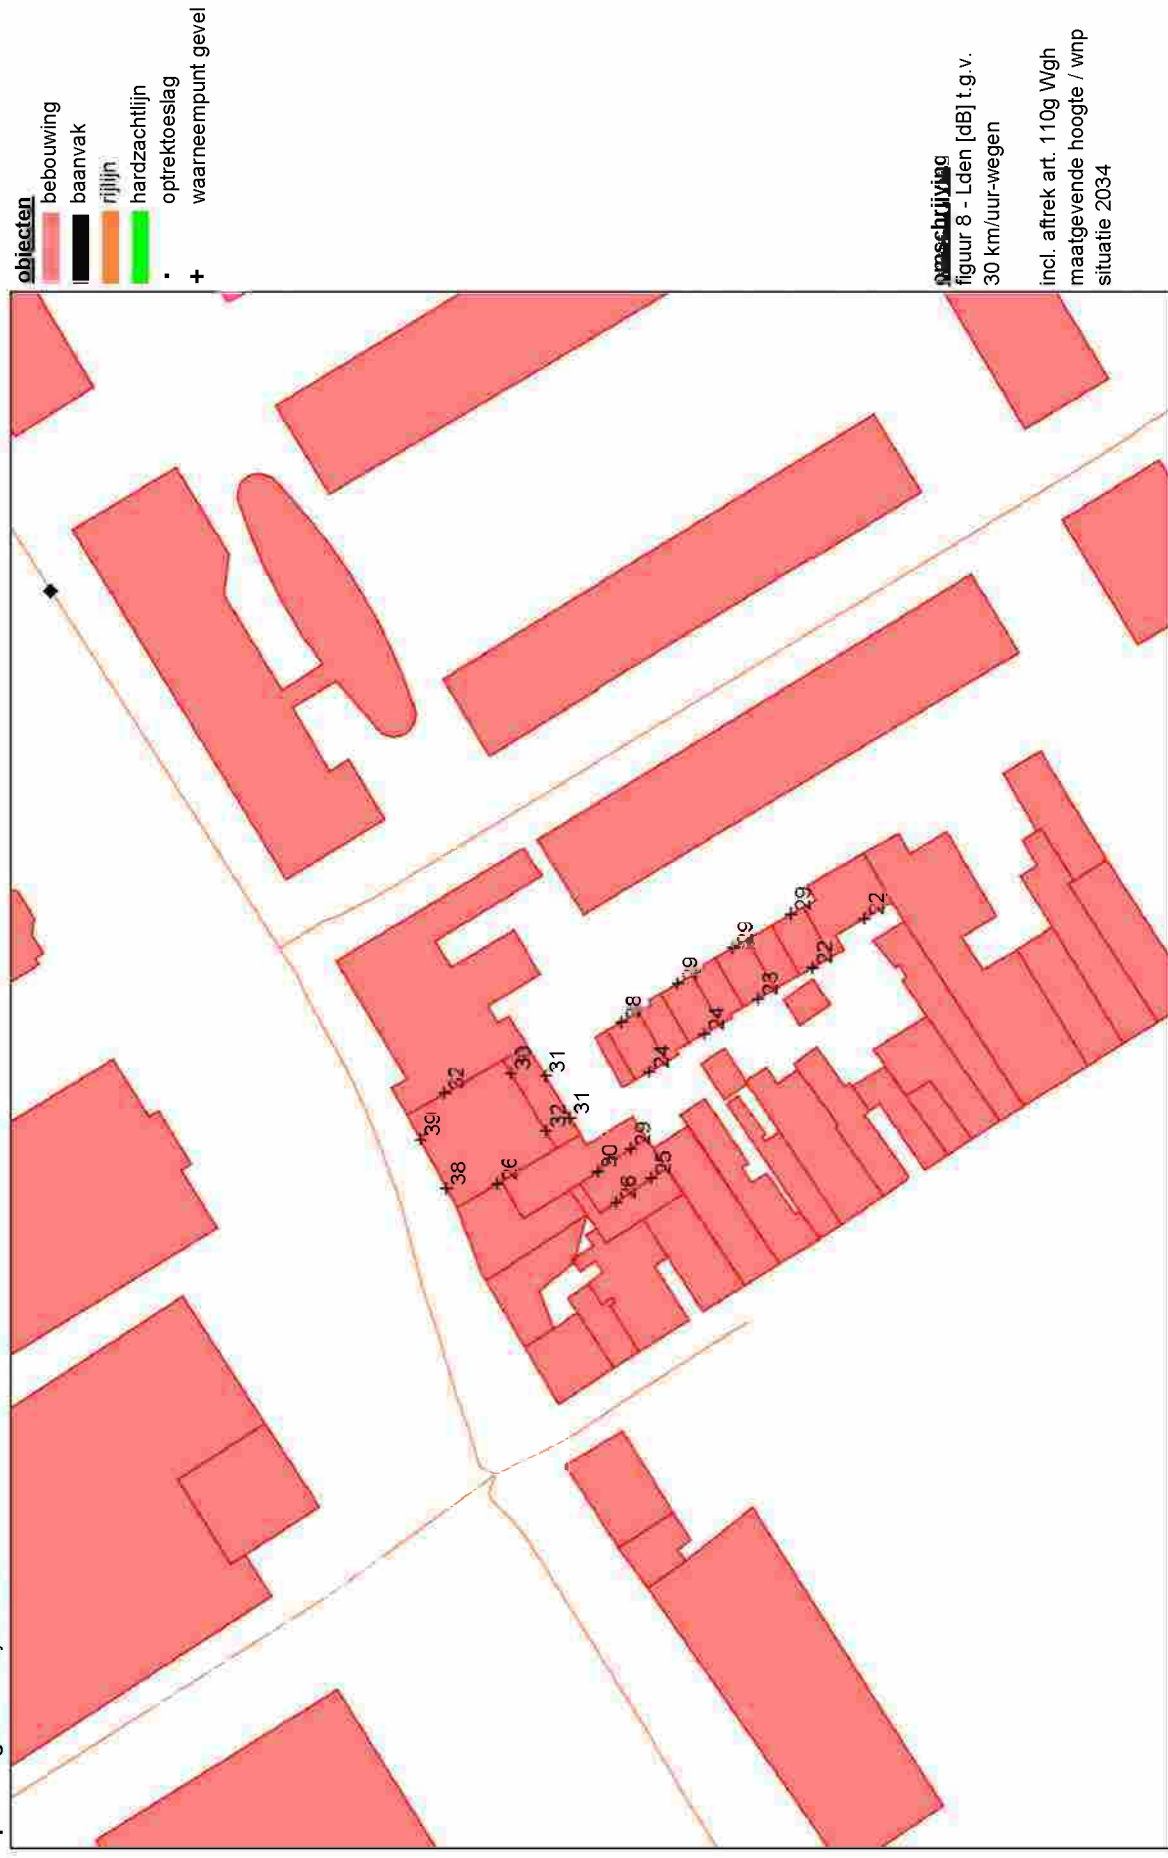 objecten
bebouwing
baanvak
rijlijn
hardzachtlijn
optrektoeslag
waarneempunt gevel
omschrijving
figuur 8 - Lden [dB] t.g.v.
30 km/uur-wegen
incl. aftrek art. 110g Wgh
maatgevende hoogte / wnp
situatie 2034
39
38
32
30
31
32
31
26
30
29
25
28
29
29
29
24
24
23
22
22